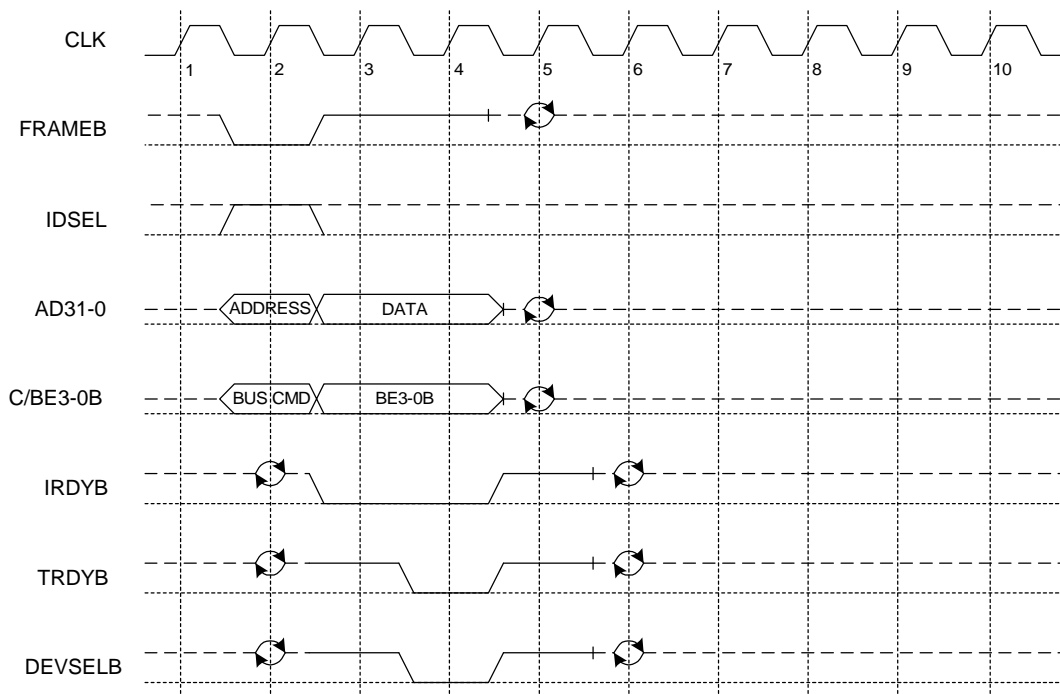 CLK
1 2 3 4 5 6 7 8 9 10
FRAMEB
IDSEL
AD31-0 ADDRESS DATA
C/BE3-0B BUS CMD BE3-0B
IRDYB
TRDYB
DEVSELB